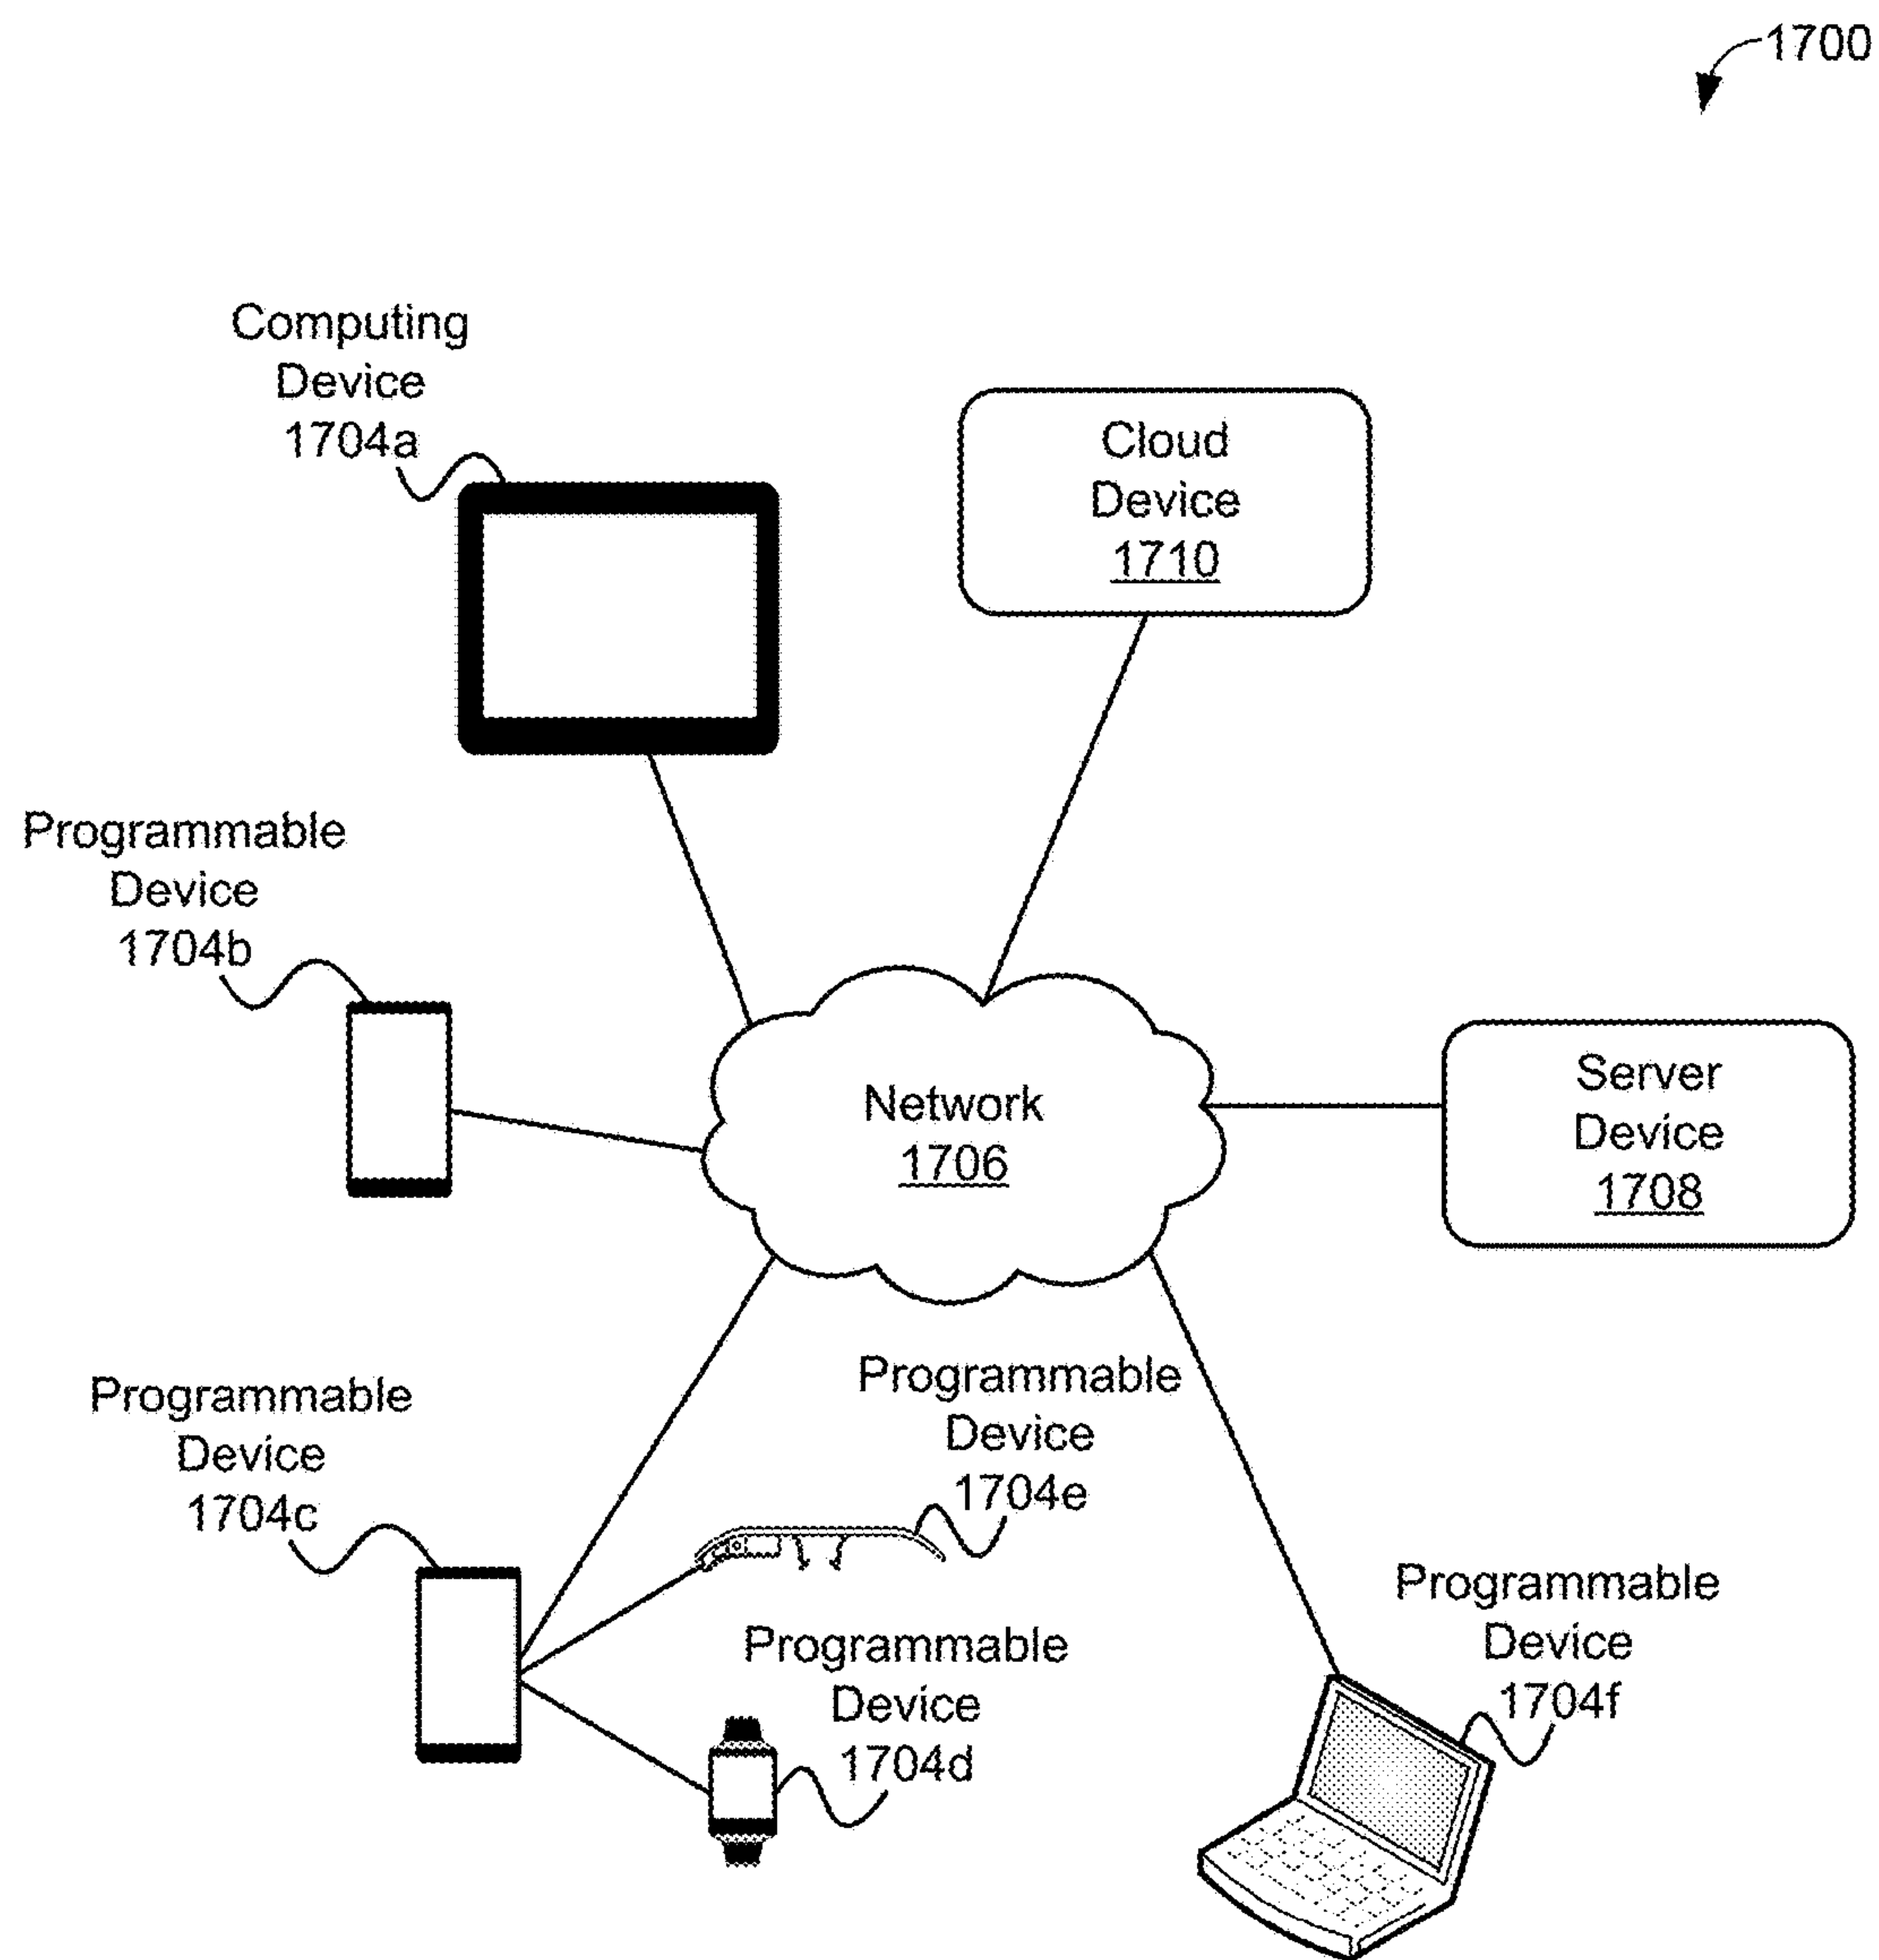 1700
Computing
Device
1704a
Cloud
Device
1710
Programmable
Device
1704b
Network
1706
Server
Device
1708
Programmable
Device
1704c
Programmable
Device
1704e
Programmable
Device
1704d
Programmable
Device
1704f